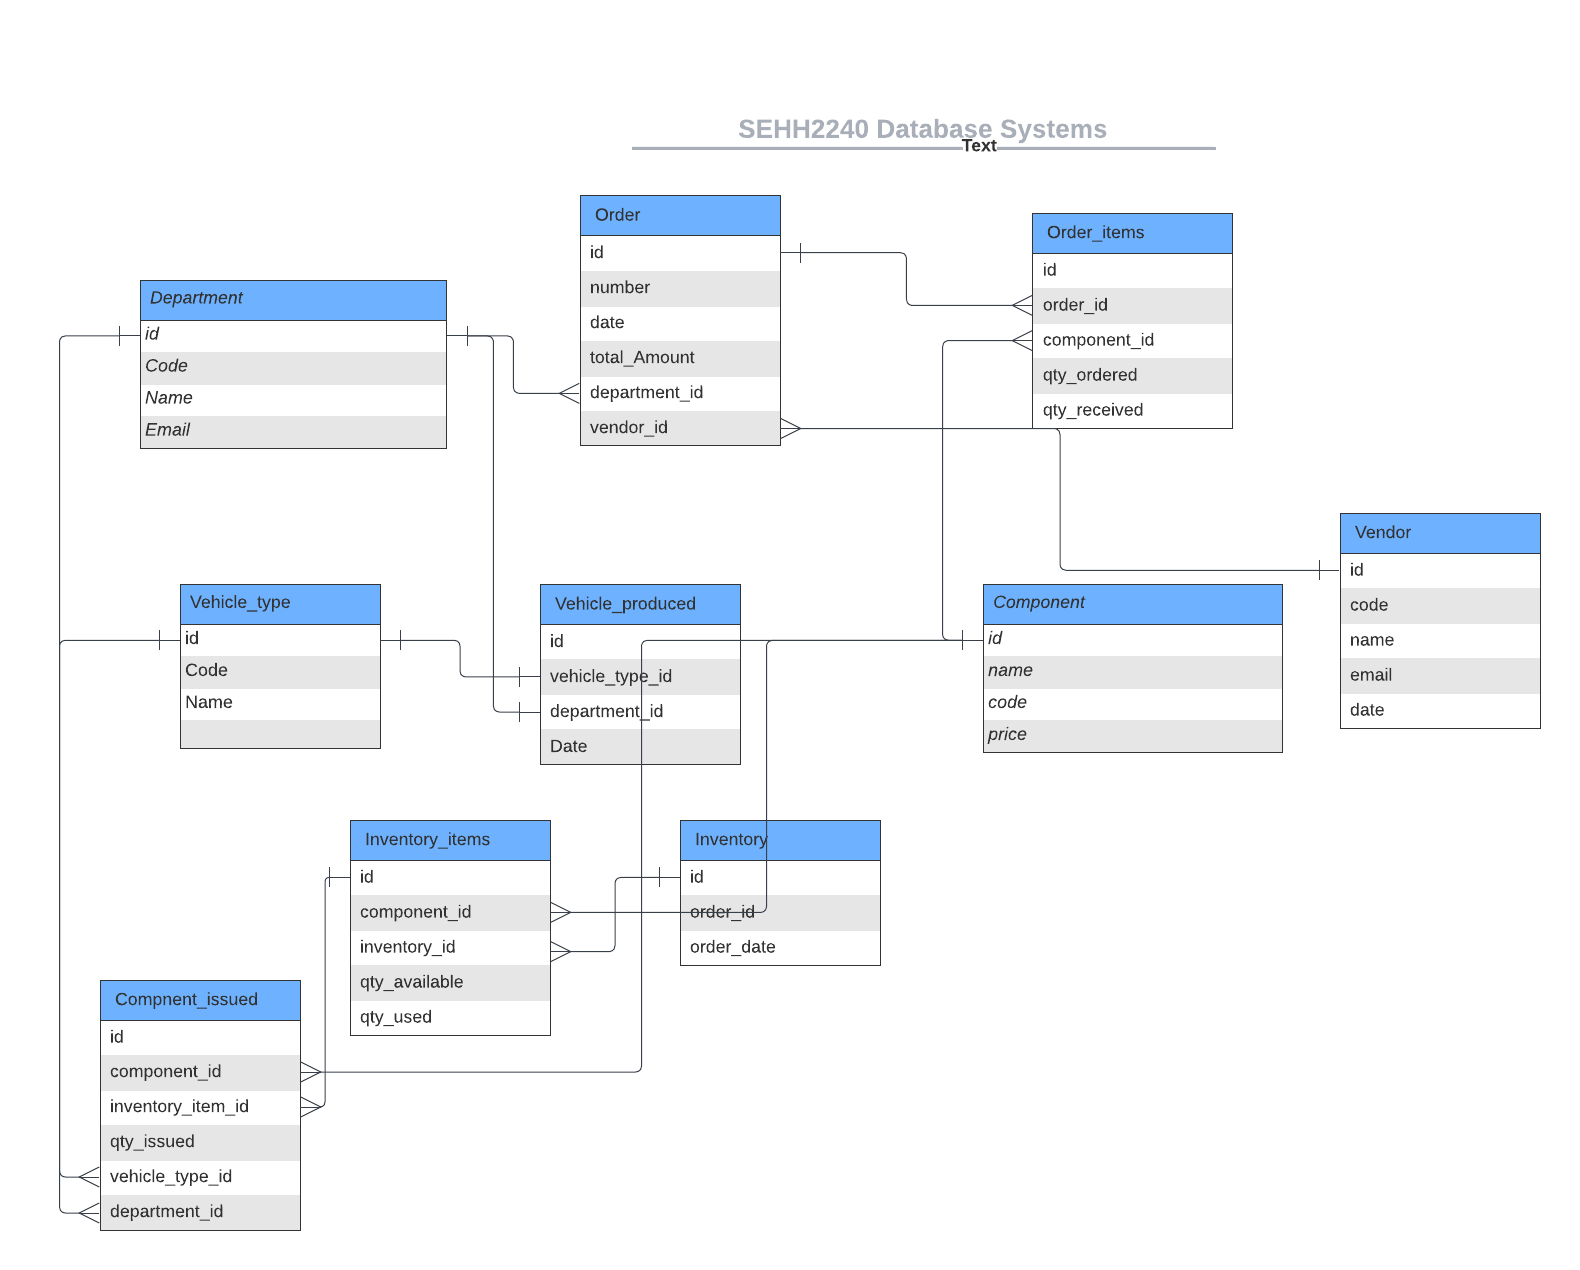 SEHH2240 Database Systems
Text
Order
id
number
date
total_Amount
department_id
vendor_id
Order_items
id
order_id
component_id
qty_ordered
qty_received
Department
id
Code
Name
Email
Vendor
id
code
name
email
date
Vehicle_type
id
Code
Name
Vehicle_produced
id
vehicle_type_id
department_id
Date
Component
id
name
code
price
Inventory_items
id
component_id
inventory_id
qty_available
qty_used
Inventory
id
order_id
order_date
Compnent_issued
id
component_id
inventory_item_id
qty_issued
vehicle_type_id
department_id